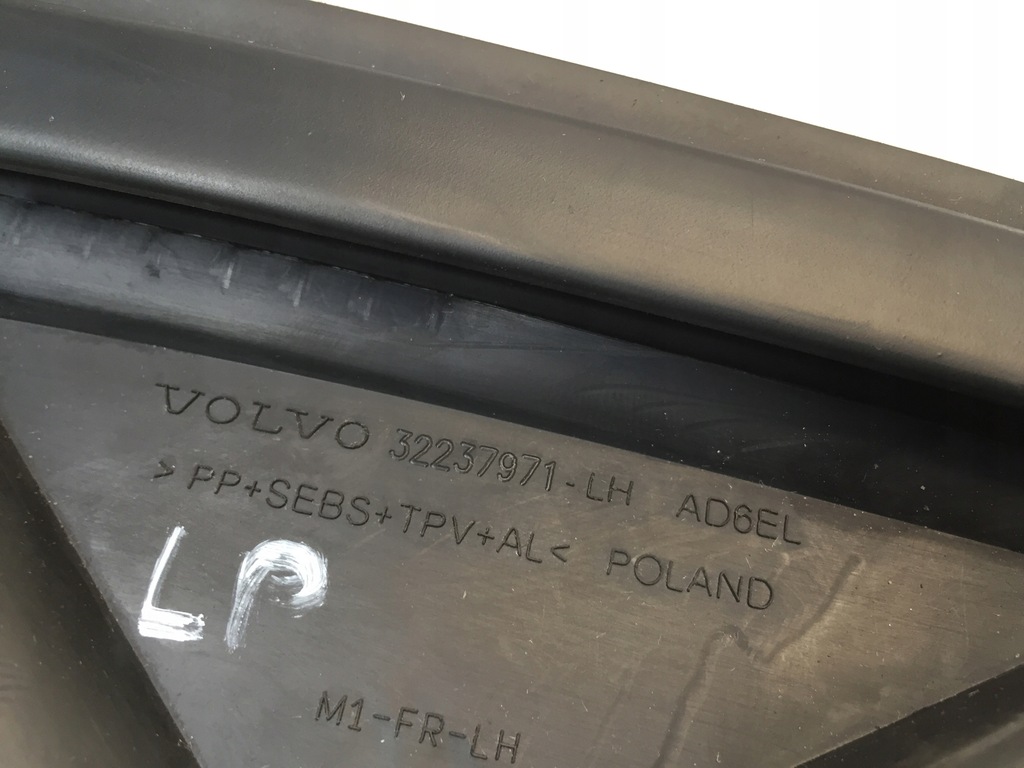 VOLVO 32237971-LH AD6EL
>PP+SEBS+TPV+AL< POLAND
LP
M1-FR-LH